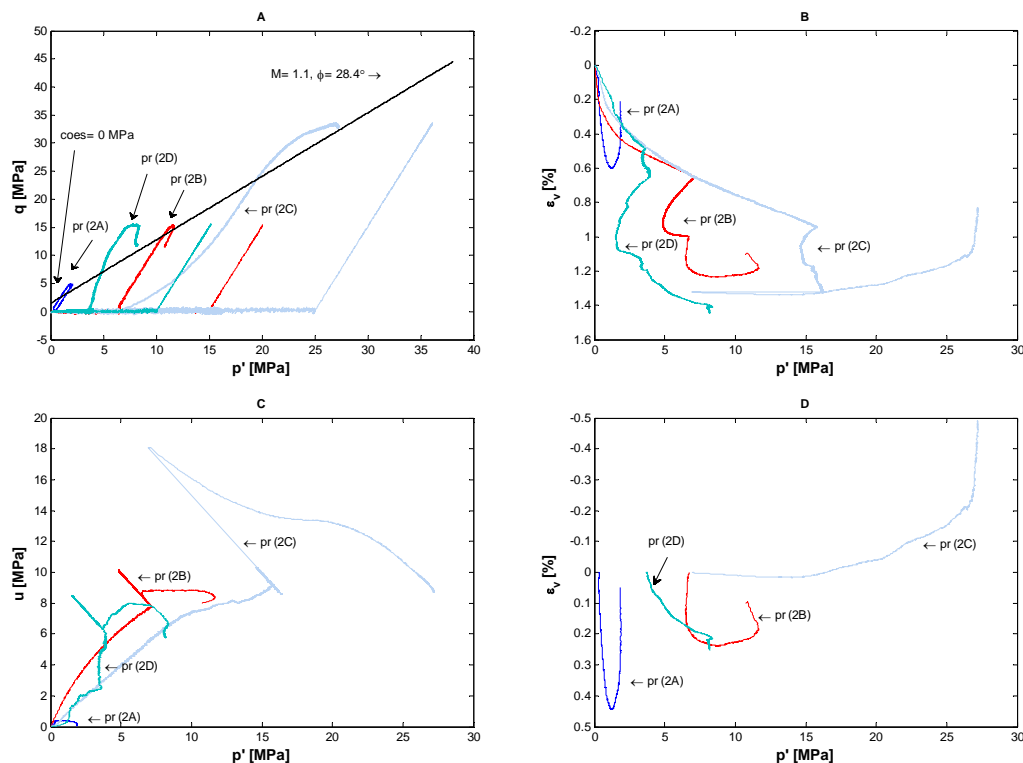 A
50
45
40
35
30
25
20
15
10
5
0
-5
q [MPa]
M= 1.1, ϕ= 28.4° →
coes= 0 MPa
pr (2D)
pr (2B)
pr (2A)
← pr (2C)
0 5 10 15 20 25 30 35 40
p' [MPa]
B
-0.2
0
0.2
0.4
0.6
0.8
1
1.2
1.4
1.6
εV [%]
← pr (2A)
← pr (2B)
← pr (2D)
← pr (2C)
0 5 10 15 20 25 30
p' [MPa]
C
20
18
16
14
12
10
8
6
4
2
0
u [MPa]
← pr (2C)
← pr (2B)
← pr (2D)
← pr (2A)
0 5 10 15 20 25 30
p' [MPa]
D
-0.5
-0.4
-0.3
-0.2
-0.1
0
0.1
0.2
0.3
0.4
0.5
εV [%]
pr (2D)
← pr (2C)
← pr (2B)
← pr (2A)
0 5 10 15 20 25 30
p' [MPa]